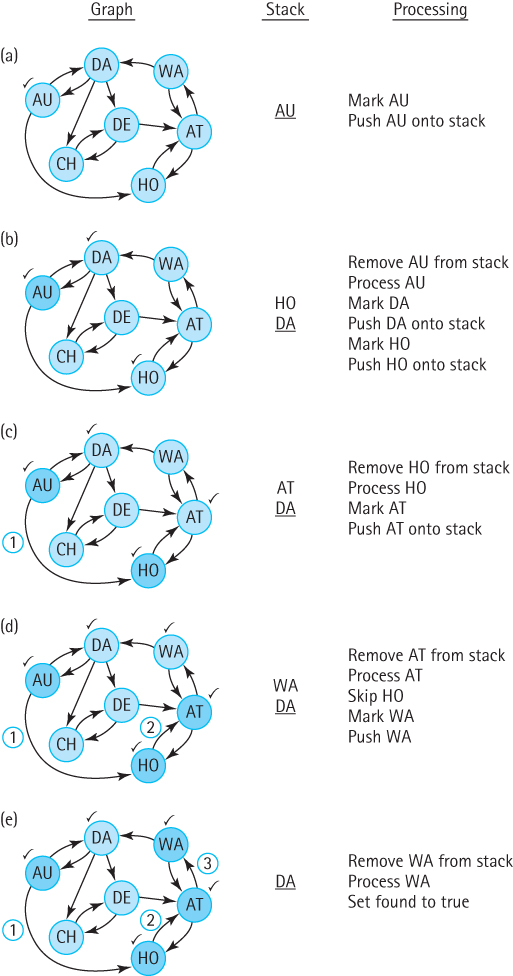 Graph Stack Processing
(a)
DA
WA
AU
DE
AT
CH
HO
AU
Mark AU
Push AU onto stack
(b)
DA
WA
AU
DE
AT
CH
HO
HO
DA
Remove AU from stack
Process AU
Mark DA
Push DA onto stack
Mark HO
Push HO onto stack
(c)
DA
WA
AU
DE
AT
1
CH
HO
AT
DA
Remove HO from stack
Process HO
Mark AT
Push AT onto stack
(d)
DA
WA
AU
DE
AT
1
2
CH
HO
WA
DA
Remove AT from stack
Process AT
Skip HO
Mark WA
Push WA
(e)
DA
WA
3
AU
DE
AT
1
2
CH
HO
DA
Remove WA from stack
Process WA
Set found to true